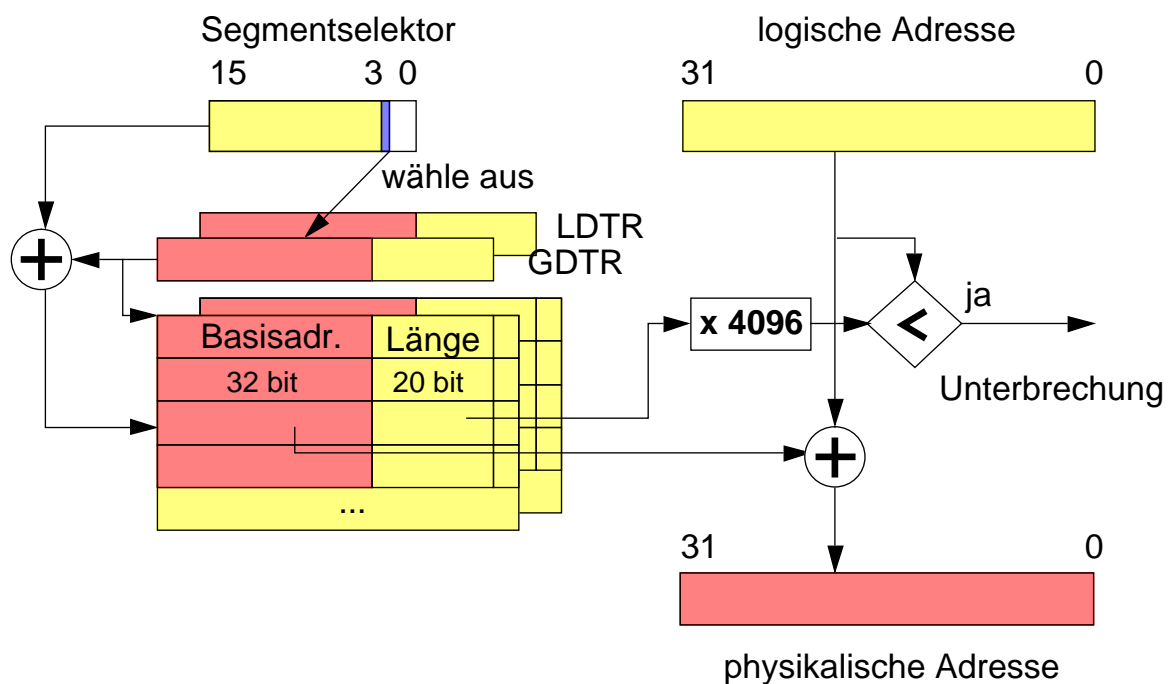 Segmentselektor
logische Adresse
15 3 0
31 0
wähle aus
LDTR
GDTR
+
Basisadr. Länge
32 bit 20 bit
...
x 4096
<
ja
Unterbrechung
+
31 0
physikalische Adresse